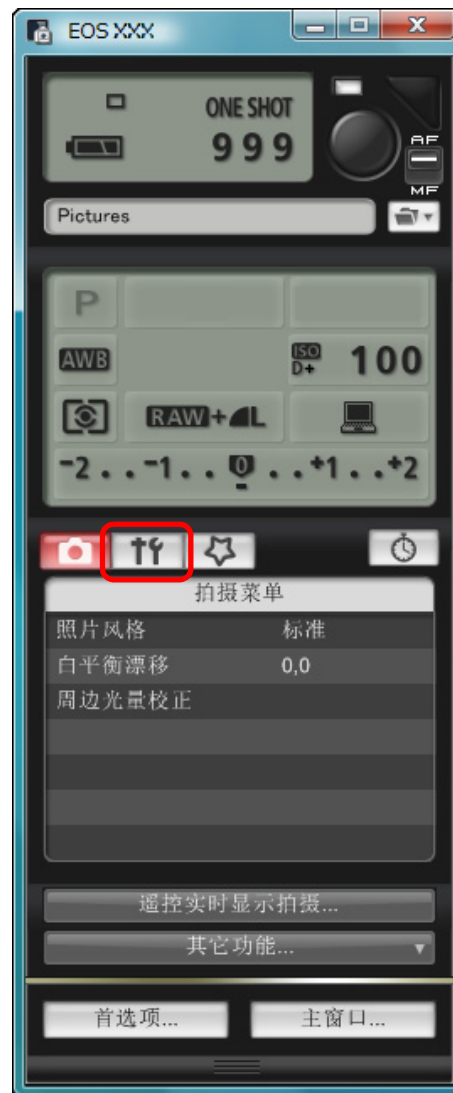 EOS XXX
ONE SHOT
999
AF
MF
Pictures
P
AWB
ISO
D+ 100
RAW+L
-2..-1..0..+1..+2
拍摄菜单
照片风格 标准
白平衡漂移 0,0
周边光量校正
遥控实时显示拍摄...
其它功能...
首选项... 主窗口...